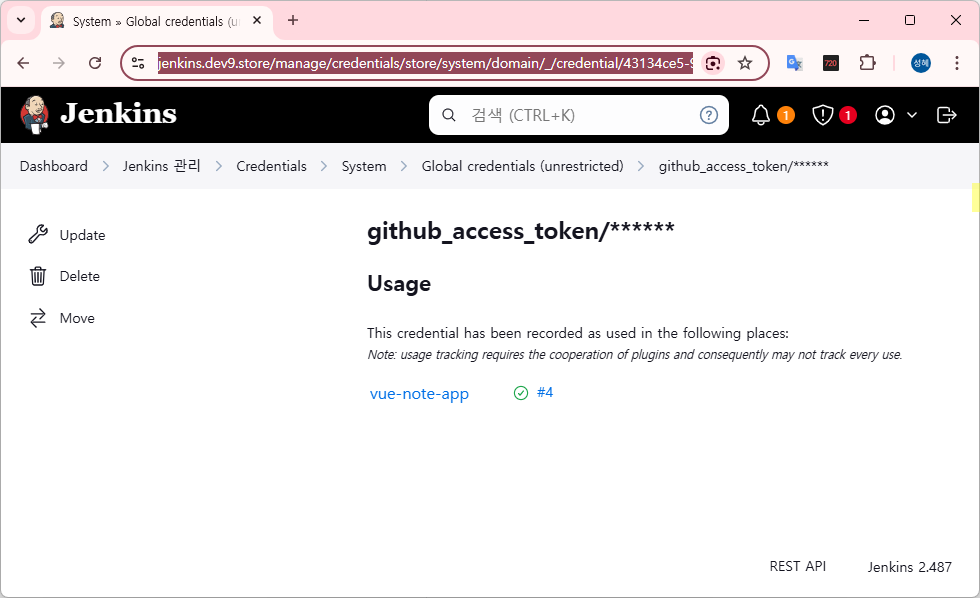 System » Global credentials (u
jenkins.dev9.store/manage/credentials/store/system/domain/_/credential/43134ce5-9
720
성혜
Jenkins
검색 (CTRL+K)
1
1
Dashboard > Jenkins 관리 > Credentials > System > Global credentials (unrestricted) > github_access_token/******
Update
Delete
Move
github_access_token/******
Usage
This credential has been recorded as used in the following places:
Note: usage tracking requires the cooperation of plugins and consequently may not track every use.
vue-note-app #4
REST API Jenkins 2.487